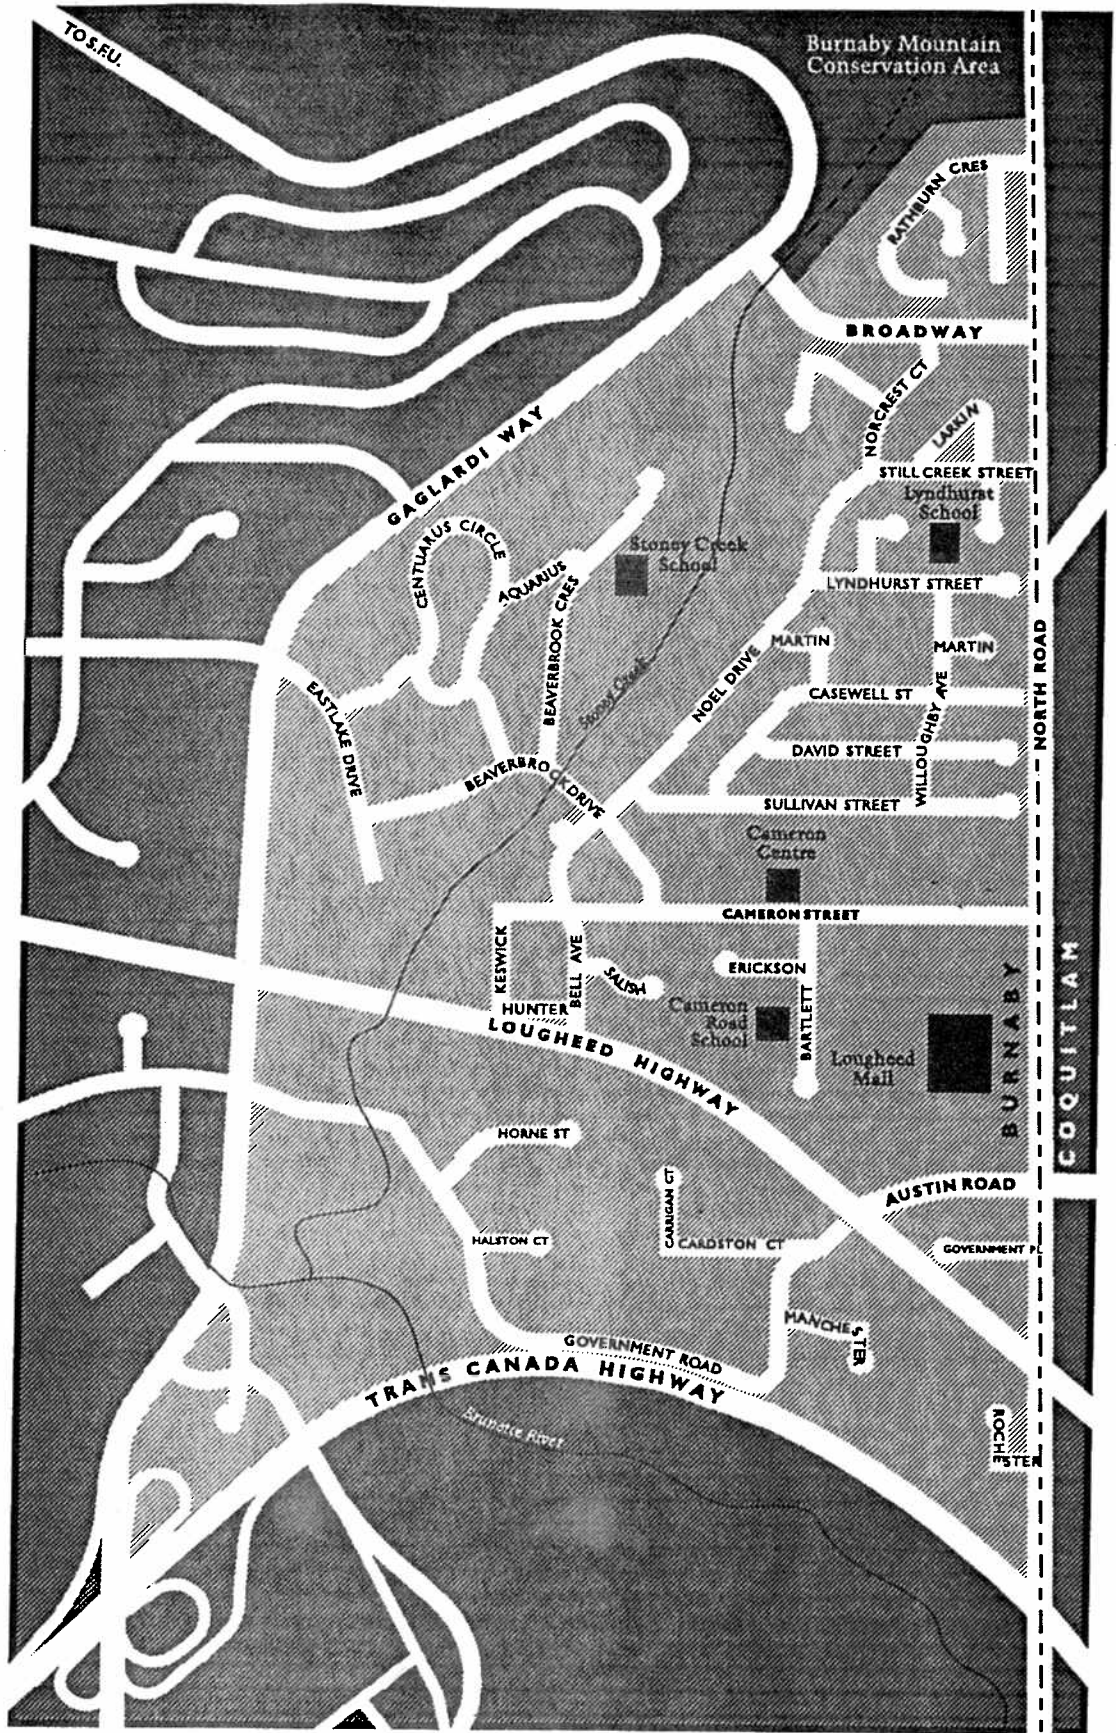 TO S.F.U.
Burnaby Mountain
Conservation Area
RATHBURN CRES
BROADWAY
NORCREST CT
LARKIN
GAGLARDI WAY
STILL CREEK STREET
Lyndhurst
School
CENTUARUS CIRCLE
Stoney Creek
School
AQUARIUS
BEAVERBROOK CRES
LYNDHURST STREET
MARTIN
MARTIN
NORTH ROAD
Stoney Creek
NOEL DRIVE
EASTLAKE DRIVE
CASEWELL ST
WILLOUGHBY AVE
DAVID STREET
BEAVERBROOK DRIVE
SULLIVAN STREET
Cameron
Centre
CAMERON STREET
KESWICK
BELL AVE
SALISH
ERICKSON
HUNTER
Cameron
Road
School
BARTLETT
Lougheed
Mall
BURNABY
COQUITLAM
LOUGHEED HIGHWAY
HORNE ST
CARRIGAN CT
AUSTIN ROAD
HALSTON CT
CARDSTON CT
GOVERNMENT PL
MANCHESTER
GOVERNMENT ROAD
TRANS CANADA HIGHWAY
Brunette River
ROCHESTER